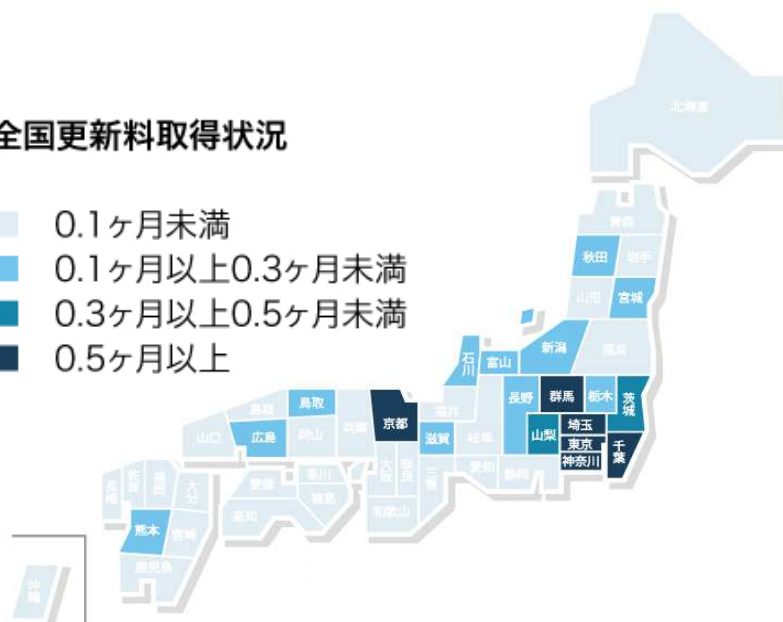 全国更新料取得状況
0.1ヶ月未満
0.1ヶ月以上0.3ヶ月未満
0.3ヶ月以上0.5ヶ月未満
0.5ヶ月以上
北海道
青森
秋田
岩手
山形
宮城
新潟
福島
石川
富山
長野
群馬
栃木
茨城
福井
岐阜
山梨
埼玉
東京
神奈川
千葉
島根
鳥取
兵庫
京都
滋賀
山口
広島
岡山
大阪
奈良
三重
愛知
静岡
和歌山
香川
愛媛
徳島
高知
長崎
佐賀
福岡
大分
熊本
宮崎
鹿児島
沖縄